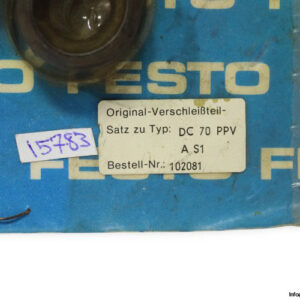 FESTO
Original-Verschleißteil-
Satz zu Typ: DC 70 PPV
A S1
Bestell-Nr.: 102081
15783
FESTO